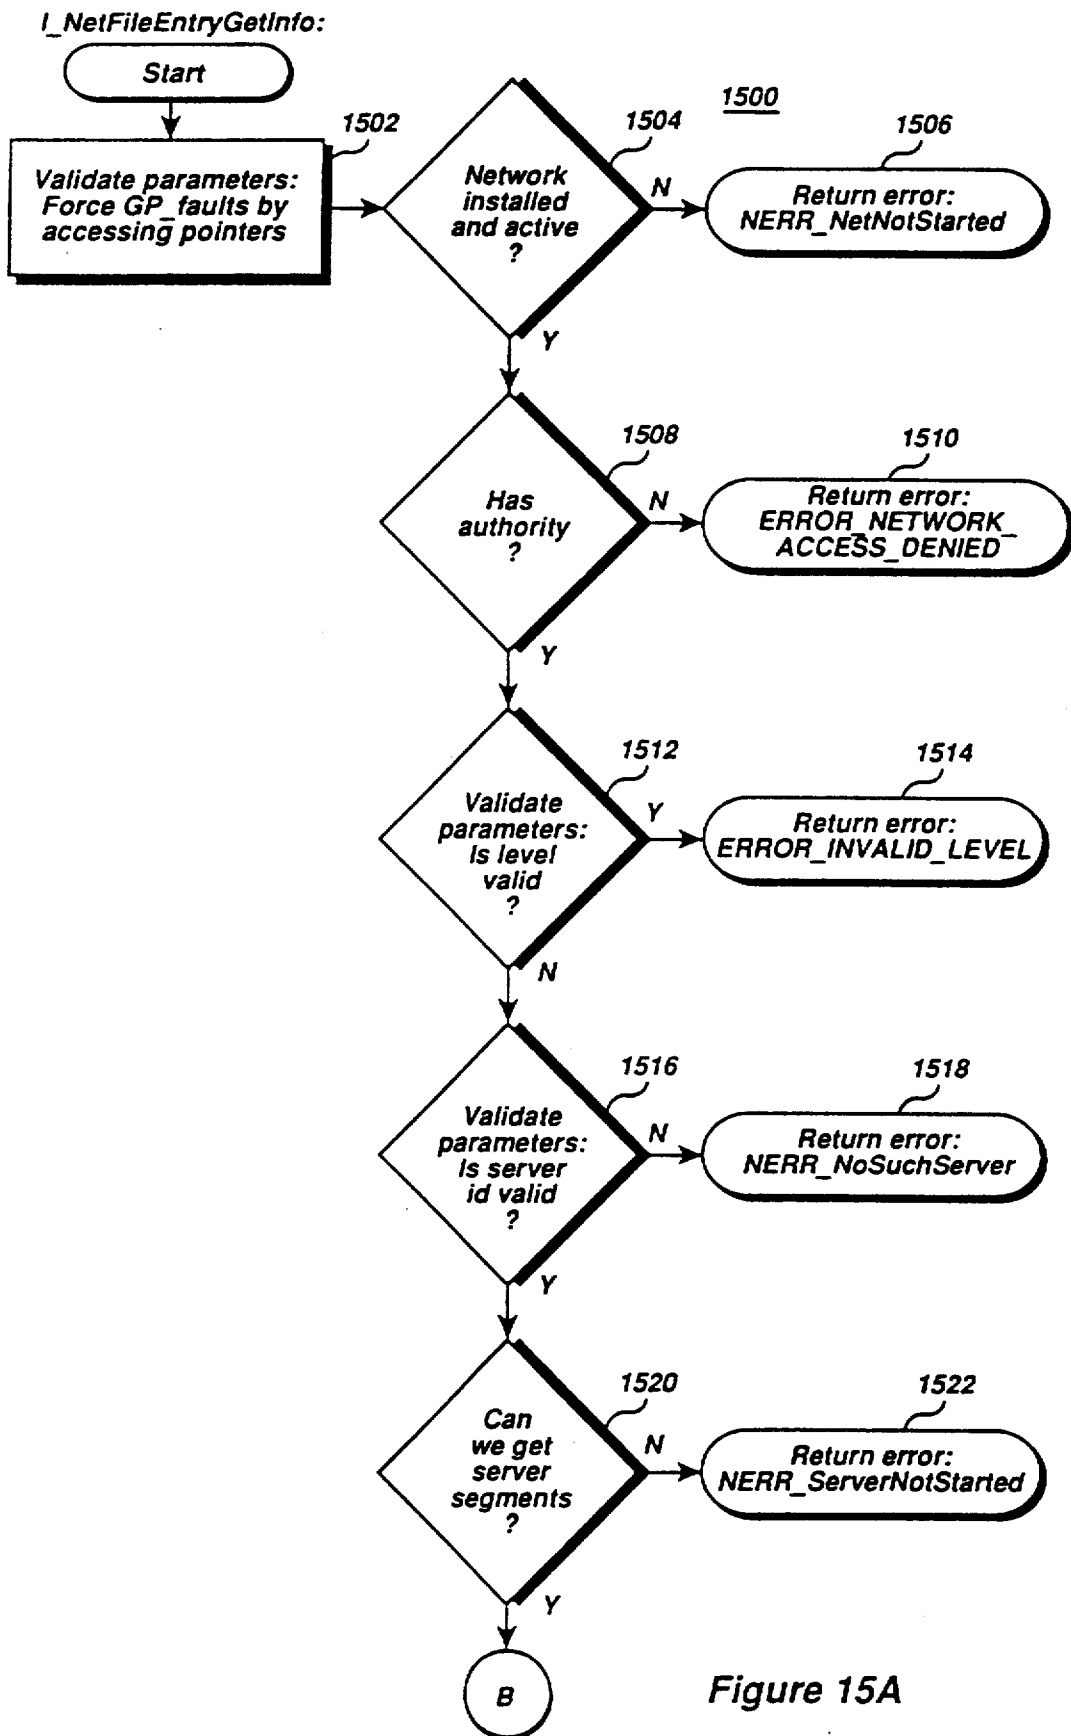 I_NetFileEntryGetInfo:
Start
1502
Validate parameters:
Force GP_faults by
accessing pointers
1500
1504
Network
installed
and active
?
N
Y
1506
Return error:
NERR_NetNotStarted
1508
Has
authority
?
N
Y
1510
Return error:
ERROR_NETWORK_
ACCESS_DENIED
1512
Validate
parameters:
Is level
valid
?
Y
N
1514
Return error:
ERROR_INVALID_LEVEL
1516
Validate
parameters:
Is server
id valid
?
N
Y
1518
Return error:
NERR_NoSuchServer
1520
Can
we get
server
segments
?
N
Y
1522
Return error:
NERR_ServerNotStarted
B
Figure 15A